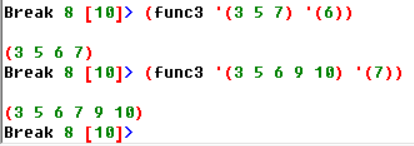 Break 8 [10]> (func3 '(3 5 7) '(6))
(3 5 6 7)
Break 8 [10]> (func3 '(3 5 6 9 10) '(7))
(3 5 6 7 9 10)
Break 8 [10]>